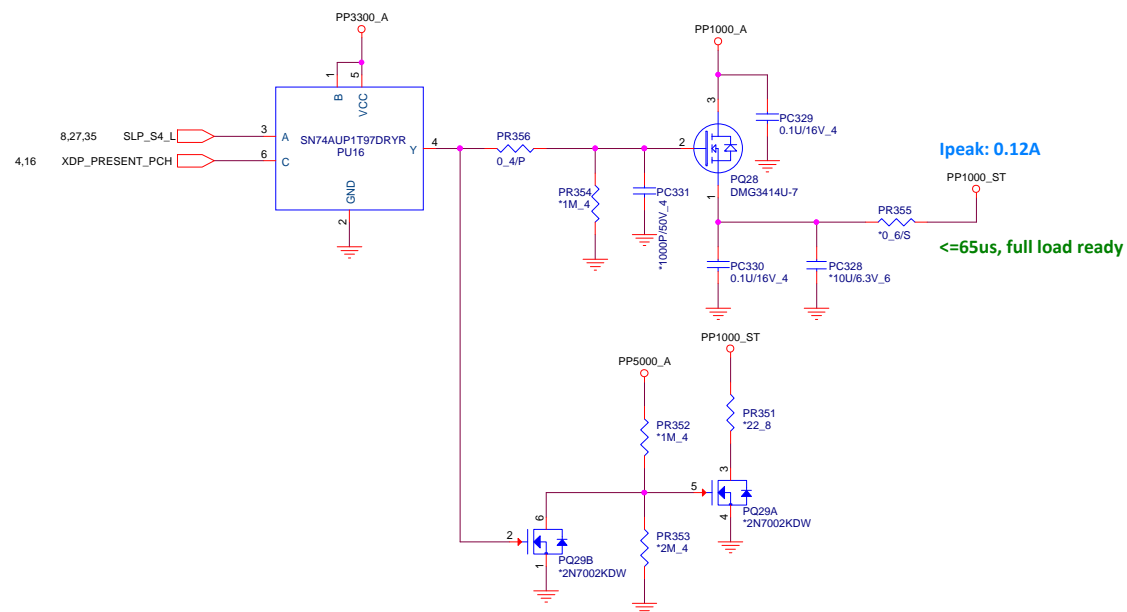 PP3300_A
PP1000_A
1
5
B
VCC
3
PC329
0.1U/16V_4
8,27,35 SLP_S4_L
3
A
SN74AUP1T97DRYR
PU16
Y
4
PR356
0_4/P
2
4,16 XDP_PRESENT_PCH
6
C
PQ28
DMG3414U-7
Ipeak: 0.12A
PP1000_ST
GND
2
PR354
*1M_4
PC331
*1000P/50V_4
1
PR355
*0_6/S
<=65us, full load ready
PC330
0.1U/16V_4
PC328
*10U/6.3V_6
PP5000_A
PP1000_ST
PR352
*1M_4
PR351
*22_8
3
5
4
PQ29A
*2N7002KDW
6
2
1
PQ29B
*2N7002KDW
PR353
*2M_4